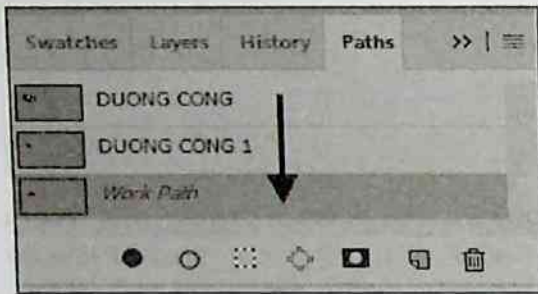 Swatches Layers History Paths >>
DUONG CONG
DUONG CONG 1
Work Path